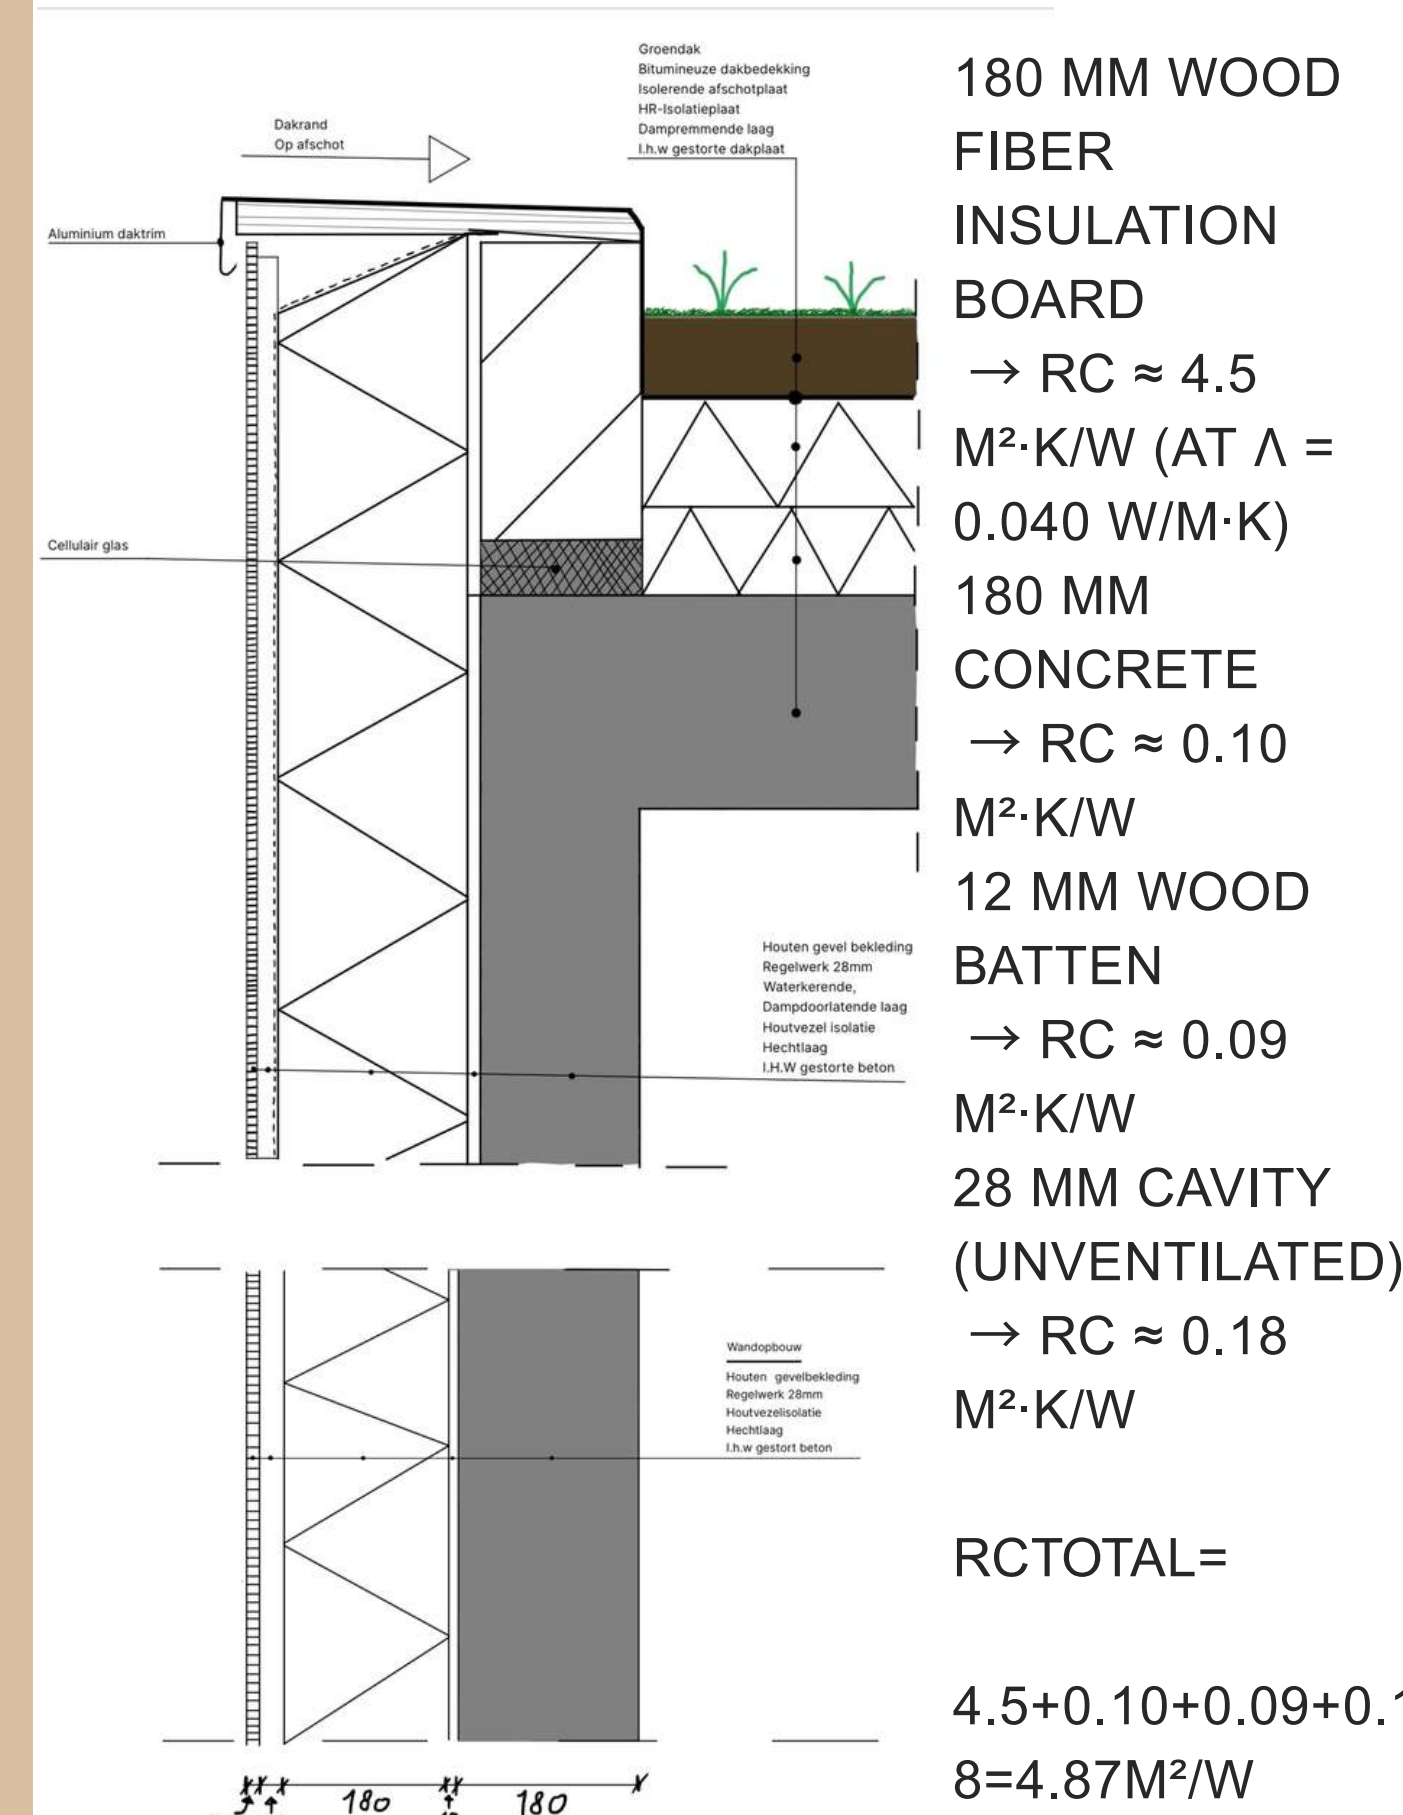 Groendak
Bitumineuze dakbedekking
Isolerende afschotplaat
HR-Isolatieplaat
Dampremmende laag
I.h.w gestorte dakplaat
Dakrand
Op afschot
Aluminium daktrim
Cellulair glas
Houten gevel bekleding
Regelwerk 28mm
Waterkerende,
Dampdoorlatende laag
Houtvezel isolatie
Hechtlaag
I.H.W gestorte beton
Wandopbouw
Houten gevelbekleding
Regelwerk 28mm
Houtvezelisolatie
Hechtlaag
I.h.w gestort beton
180
180
180 MM WOOD
FIBER
INSULATION
BOARD
→ RC ≈ 4.5
M²·K/W (AT Λ =
0.040 W/M·K)
180 MM
CONCRETE
→ RC ≈ 0.10
M²·K/W
12 MM WOOD
BATTEN
→ RC ≈ 0.09
M²·K/W
28 MM CAVITY
(UNVENTILATED)
→ RC ≈ 0.18
M²·K/W
RCTOTAL=
4.5+0.10+0.09+0.1
8=4.87M²/W